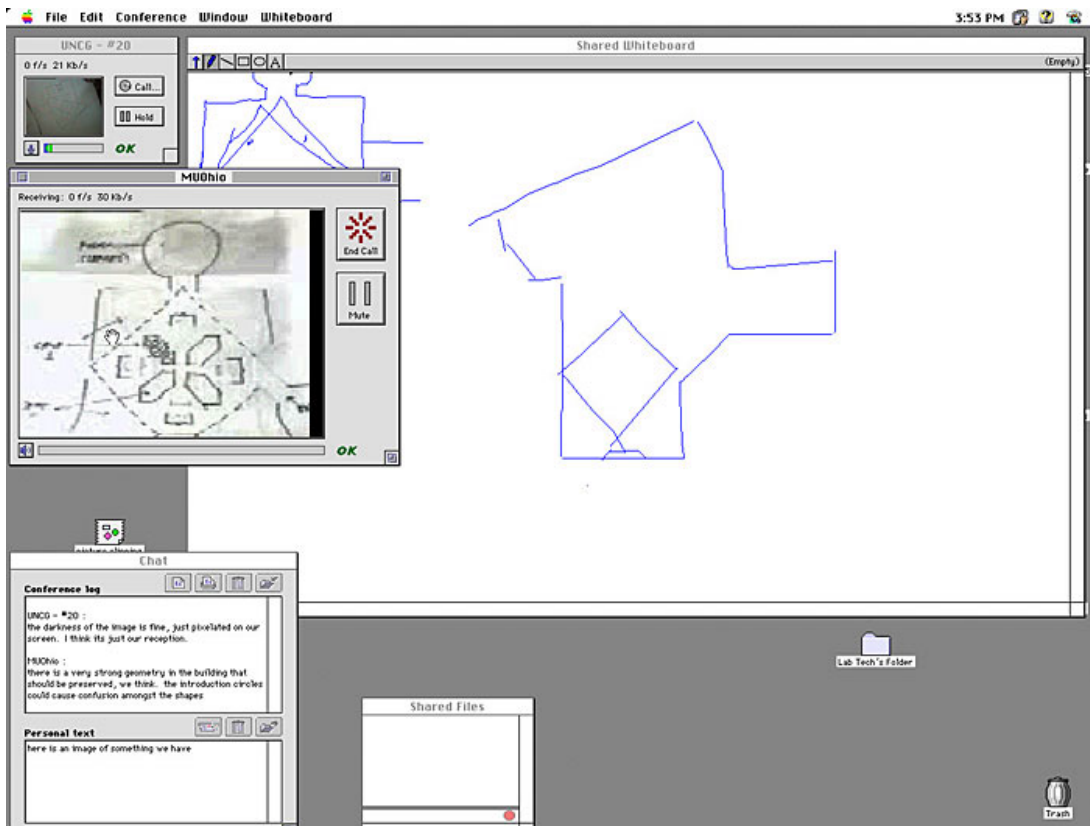 File Edit Conference Window Whiteboard
3:53 PM
UNCG - #20
0 f/s 21 Kb/s
Call...
Hold
OK
Shared Whiteboard
A
(Empty)
MUOhio
Receiving: 0 f/s 30 Kb/s
End Call
Mute
OK
picture clipping
Chat
Conference log
UNCG - #20 :
the darkness of the image is fine, just pixelated on our
screen. I think its just our reception.
MUOhio :
there is a very strong geometry in the building that
should be preserved, we think. the introduction circles
could cause confusion amongst the shapes
Personal text
here is an image of something we have
Shared Files
Lab Tech's Folder
Trash